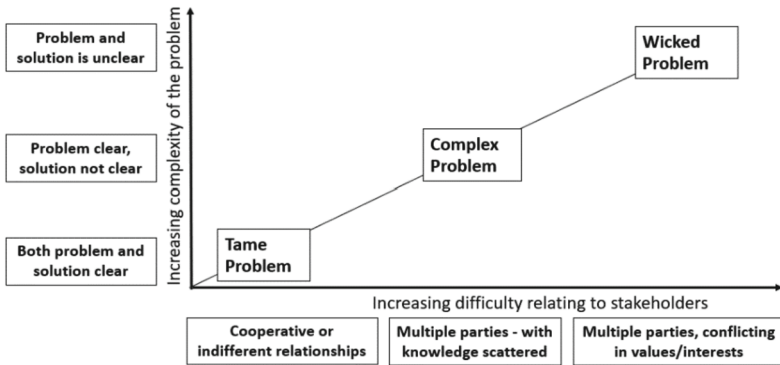 Problem and
solution is unclear
Problem clear,
solution not clear
Both problem and
solution clear
Increasing complexity of the problem
Wicked
Problem
Complex
Problem
Tame
Problem
Increasing difficulty relating to stakeholders
Cooperative or
indifferent relationships
Multiple parties - with
knowledge scattered
Multiple parties, conflicting
in values/interests